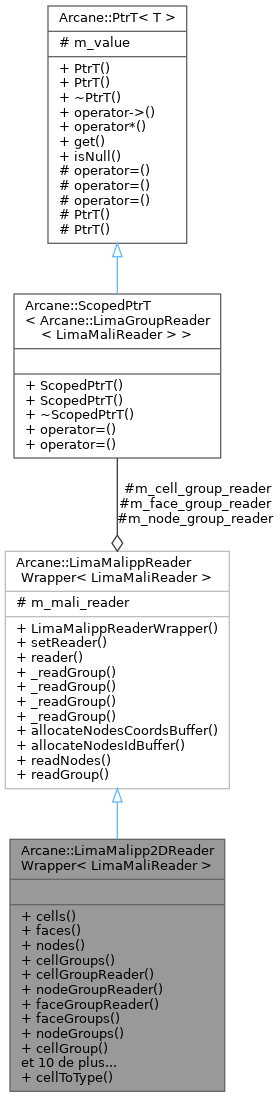 Arcane::PtrT< T >
# m_value
+ PtrT()
+ PtrT()
+ ~PtrT()
+ operator->()
+ operator*()
+ get()
+ isNull()
# operator=()
# operator=()
# operator=()
# PtrT()
# PtrT()
Arcane::ScopedPtrT
< Arcane::LimaGroupReader
< LimaMaliReader > >
+ ScopedPtrT()
+ ScopedPtrT()
+ ~ScopedPtrT()
+ operator=()
+ operator=()
#m_cell_group_reader
#m_face_group_reader
#m_node_group_reader
Arcane::LimaMalippReader
Wrapper< LimaMaliReader >
# m_mali_reader
+ LimaMalippReaderWrapper()
+ setReader()
+ reader()
+ _readGroup()
+ _readGroup()
+ _readGroup()
+ _readGroup()
+ allocateNodesCoordsBuffer()
+ allocateNodesIdBuffer()
+ readNodes()
+ readGroup()
Arcane::LimaMalipp2DReader
Wrapper< LimaMaliReader >
+ cells()
+ faces()
+ nodes()
+ cellGroups()
+ cellGroupReader()
+ nodeGroupReader()
+ faceGroupReader()
+ faceGroups()
+ nodeGroups()
+ cellGroup()
et 10 de plus...
+ cellToType()